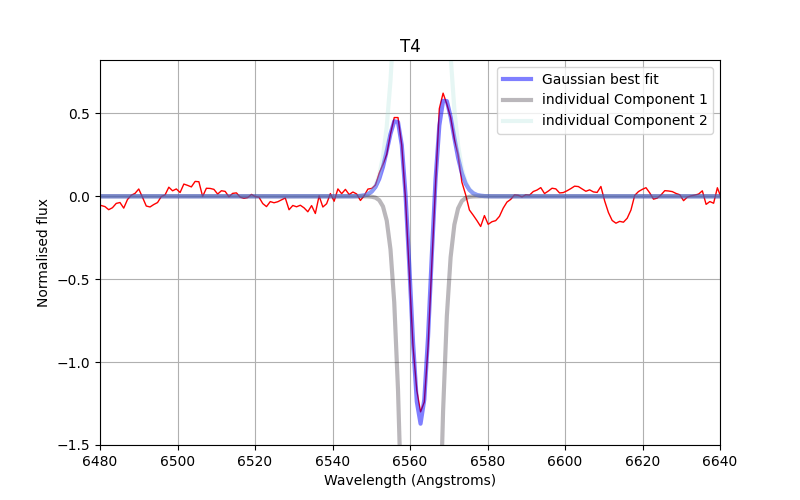 T4
Gaussian best fit
individual Component 1
individual Component 2
0.5
0.0
−0.5
−1.0
−1.5
Normalised flux
6480 6500 6520 6540 6560 6580 6600 6620 6640
Wavelength (Angstroms)